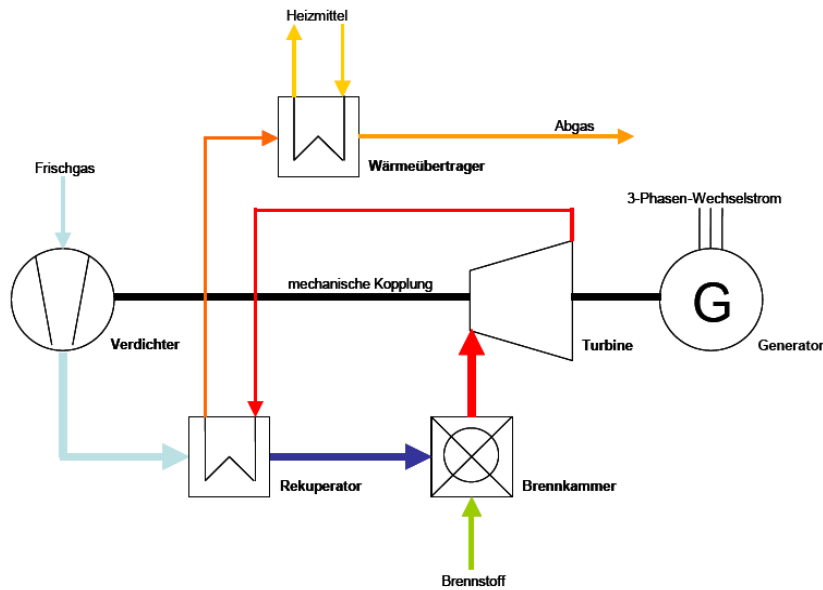 Heizmittel
Abgas
Wärmeübertrager
Frischgas
3-Phasen-Wechselstrom
mechanische Kopplung
G
Verdichter
Turbine
Generator
Rekuperator
Brennkammer
Brennstoff